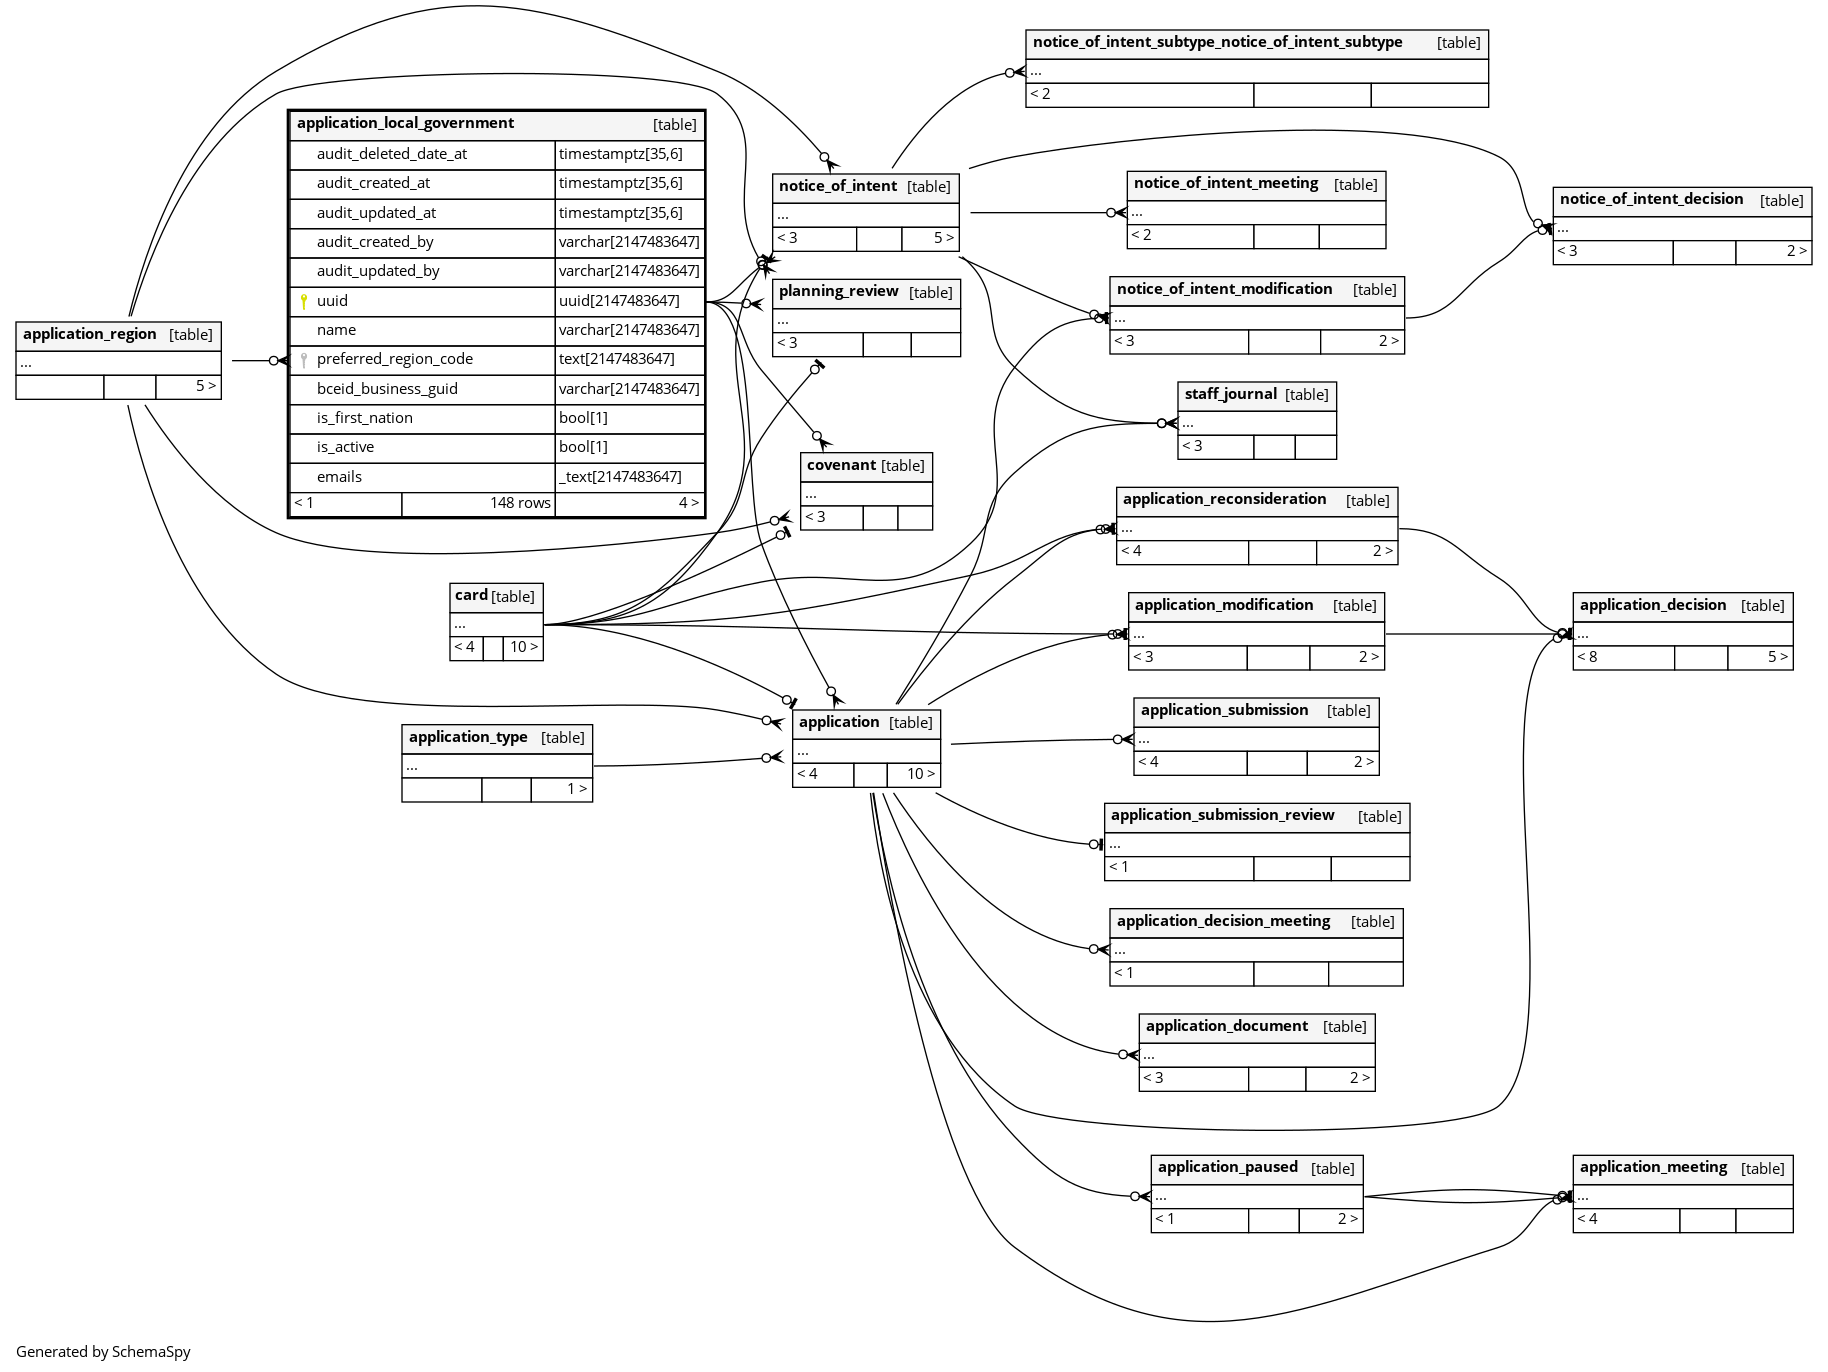 application_region [table]
...
5 >
application_local_government [table]
audit_deleted_date_at timestamptz[35,6]
audit_created_at timestamptz[35,6]
audit_updated_at timestamptz[35,6]
audit_created_by varchar[2147483647]
audit_updated_by varchar[2147483647]
uuid uuid[2147483647]
name varchar[2147483647]
preferred_region_code text[2147483647]
bceid_business_guid varchar[2147483647]
is_first_nation bool[1]
is_active bool[1]
emails _text[2147483647]
< 1 148 rows 4 >
card [table]
...
< 4 10 >
application_type [table]
...
1 >
notice_of_intent [table]
...
< 3 5 >
planning_review [table]
...
< 3
covenant [table]
...
< 3
application [table]
...
< 4 10 >
notice_of_intent_subtype_notice_of_intent_subtype [table]
...
< 2
notice_of_intent_meeting [table]
...
< 2
notice_of_intent_modification [table]
...
< 3 2 >
staff_journal [table]
...
< 3
application_reconsideration [table]
...
< 4 2 >
application_modification [table]
...
< 3 2 >
application_submission [table]
...
< 4 2 >
application_submission_review [table]
...
< 1
application_decision_meeting [table]
...
< 1
application_document [table]
...
< 3 2 >
application_paused [table]
...
< 1 2 >
notice_of_intent_decision [table]
...
< 3 2 >
application_decision [table]
...
< 8 5 >
application_meeting [table]
...
< 4
Generated by SchemaSpy